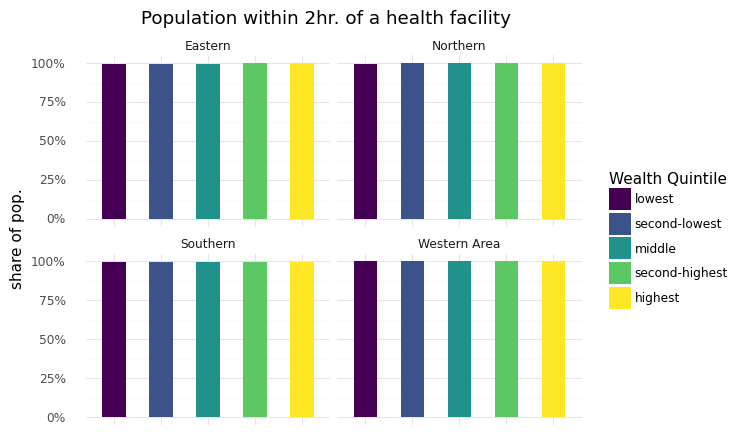 Population within 2hr. of a health facility
Eastern
Northern
100%
75%
50%
25%
0%
Southern
Western Area
100%
75%
50%
25%
0%
share of pop.
Wealth Quintile
lowest
second-lowest
middle
second-highest
highest